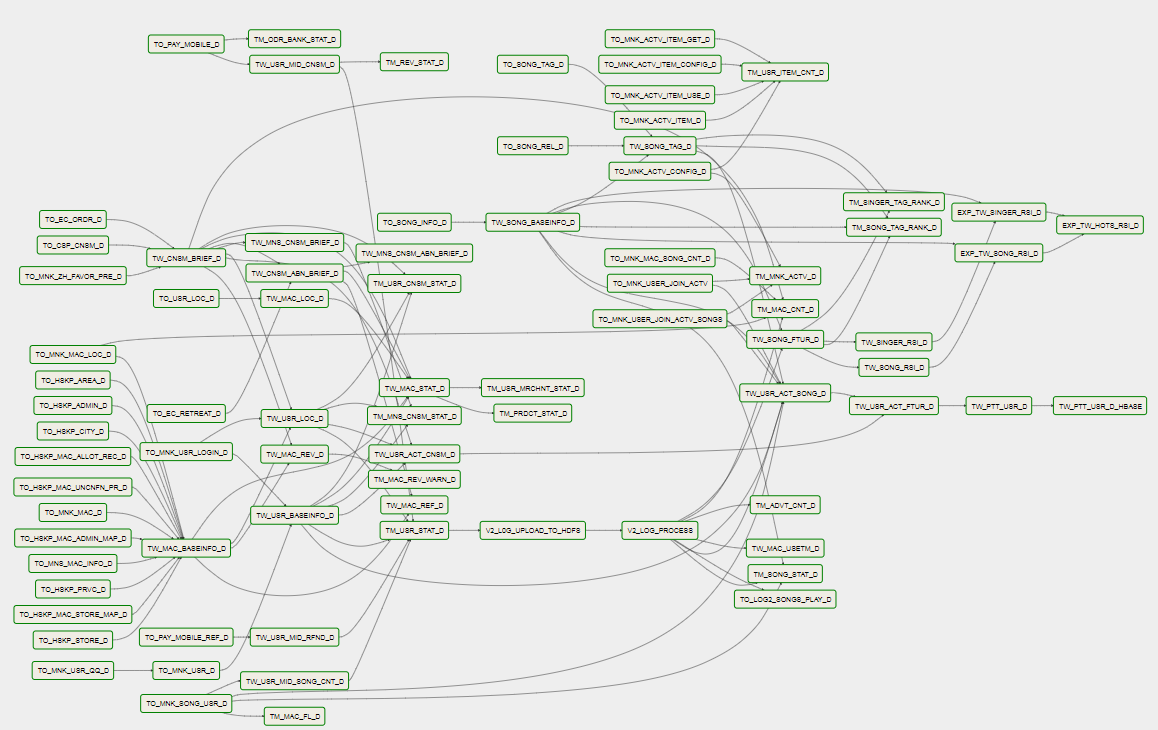 TO_PAY_MOBILE_D
TM_CDR_BANK_STAT_D
TW_USR_MID_CNSM_D
TM_REV_STAT_D
TO_SONG_TAG_D
TO_MNK_ACTV_ITEM_GET_D
TO_MNK_ACTV_ITEM_CONFIG_D
TM_USR_ITEM_CNT_D
TO_MNK_ACTV_ITEM_USE_D
TO_MNK_ACTV_ITEM_D
TO_SONG_REL_D
TW_SONG_TAG_D
TO_MNK_ACTV_CONFIG_D
TM_SINGER_TAG_RANK_D
EXP_TW_SINGER_RSI_D
TO_EC_ORDR_D
TO_SONG_INFO_D
TW_SONG_BASEINFO_D
TM_SONG_TAG_RANK_D
EXP_TW_HOTS_RSI_D
TO_CSP_CNSM_D
TW_CNSM_BRIEF_D
TW_MNS_CNSM_BRIEF_D
TW_MNS_CNSM_ABN_BRIEF_D
EXP_TW_SONG_RSI_D
TO_MNK_MAC_SONG_CNT_D
TO_MNK_ZH_FAVOR_PRE_D
TW_CNSM_ABN_BRIEF_D
TM_USR_CNSM_STAT_D
TO_MNK_USER_JOIN_ACTV
TM_MNK_ACTV_D
TO_USR_LOC_D
TW_MAC_LOC_D
TO_MNK_USER_JOIN_ACTV_SONGS
TM_MAC_CNT_D
TW_SONG_FTUR_D
TW_SINGER_RSI_D
TO_MNK_MAC_LOC_D
TW_SONG_RSI_D
TO_HSKP_AREA_D
TW_MAC_STAT_D
TM_USR_MRCHNT_STAT_D
TW_USR_ACT_SONG_D
TO_HSKP_ADMIN_D
TO_EC_RETREAT_D
TW_USR_LOC_D
TM_MNS_CNSM_STAT_D
TM_PRDCT_STAT_D
TW_USR_ACT_FTUR_D
TW_PTT_USR_D
TW_PTT_USR_D_HBASE
TO_HSKP_CITY_D
TO_HSKP_MAC_ALLOT_REC_D
TO_MNK_USR_LOGIN_D
TW_MAC_REV_D
TW_USR_ACT_CNSM_D
TM_MAC_REV_WARN_D
TO_HSKP_MAC_UNCNFN_PR_D
TO_MNK_MAC_D
TW_USR_BASEINFO_D
TW_MAC_REF_D
TM_ADVT_CNT_D
TO_HSKP_MAC_ADMIN_MAP_D
TW_MAC_BASEINFO_D
TM_USR_STAT_D
V2_LOG_UPLOAD_TO_HDFS
V2_LOG_PROCESS
TW_MAC_USETM_D
TO_MNS_MAC_INFO_D
TM_SONG_STAT_D
TO_HSKP_PRVC_D
TO_LOG2_SONGS_PLAY_D
TO_HSKP_MAC_STORE_MAP_D
TO_HSKP_STORE_D
TO_PAY_MOBILE_REF_D
TW_USR_MID_RFND_D
TO_MNK_USR_QQ_D
TO_MNK_USR_D
TW_USR_MID_SONG_CNT_D
TO_MNK_SONG_USR_D
TM_MAC_FL_D